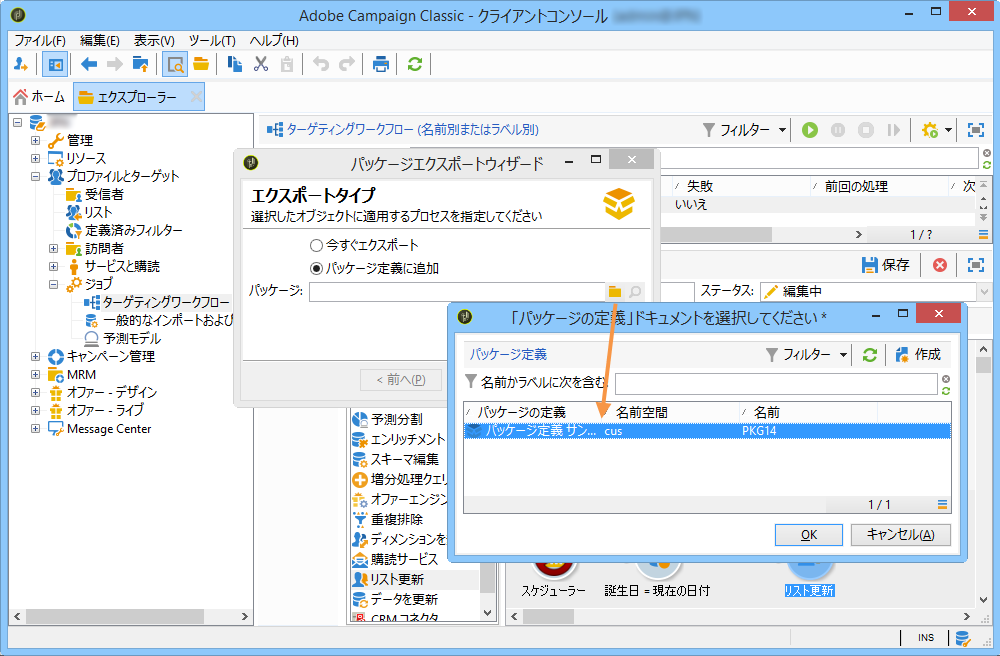 Adobe Campaign Classic - クライアントコンソール
ファイル(F) 編集(E) 表示(V) ツール(T) ヘルプ(H)
ホーム エクスプローラー
管理
リソース
プロファイルとターゲット
受信者
リスト
定義済みフィルター
訪問者
サービスと購読
ジョブ
ターゲティングワークフロー
一般的なインポートおよび
予測モデル
キャンペーン管理
MRM
オファー - デザイン
オファー - ライブ
Message Center
ターゲティングワークフロー (名前別またはラベル別)
フィルター
失敗 前回の処理 次
いいえ
1 / ?
保存
ステータス: 編集中
パッケージエクスポートウィザード
エクスポートタイプ
選択したオブジェクトに適用するプロセスを指定してください
今すぐエクスポート
パッケージ定義に追加
パッケージ:
< 前へ(P)
「パッケージの定義」ドキュメントを選択してください *
パッケージ定義 フィルター 作成
名前かラベルに次を含む:
パッケージの定義 名前空間 名前
パッケージ定義 サン... cus PKG14
1 / 1
OK キャンセル(A)
予測分割
エンリッチメント
スキーマ編集
増分処理クエリ
オファーエンジン
重複排除
ディメンションを
購読サービス
リスト更新
データを更新
CRM コネクタ
スケジューラー 誕生日 = 現在の日付 リスト更新
INS